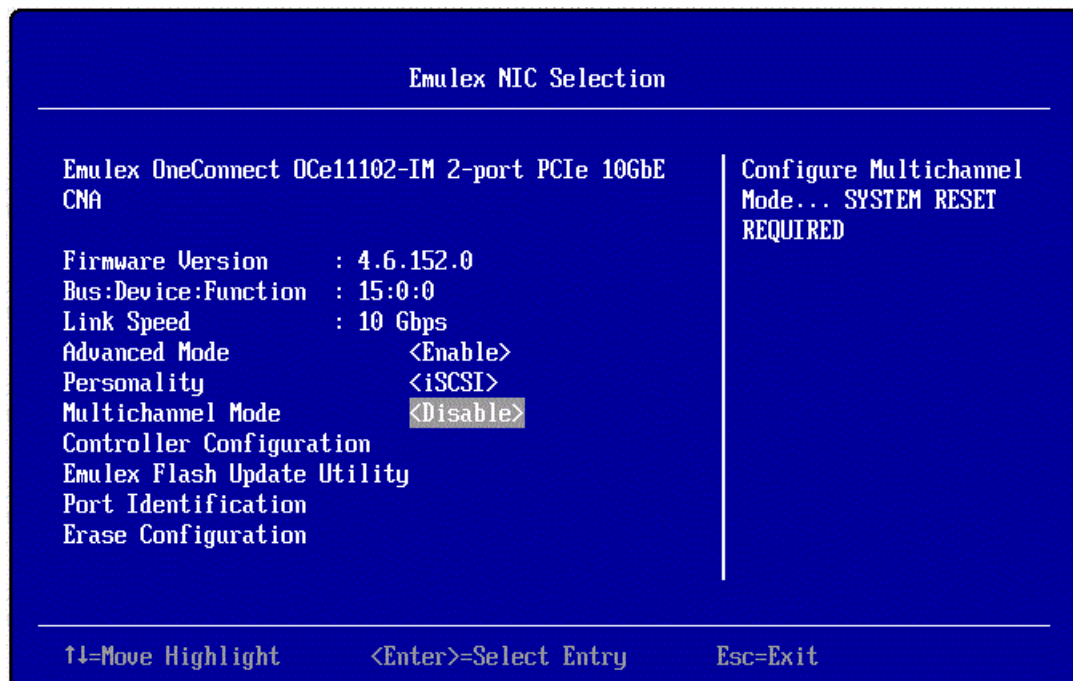 Emulex NIC Selection
Emulex OneConnect OCe11102-IM 2-port PCIe 10GbE
CNA
Firmware Version : 4.6.152.0
Bus:Device:Function : 15:0:0
Link Speed : 10 Gbps
Advanced Mode <Enable>
Personality <iSCSI>
Multichannel Mode <Disable>
Controller Configuration
Emulex Flash Update Utility
Port Identification
Erase Configuration
Configure Multichannel
Mode... SYSTEM RESET
REQUIRED
↑↓=Move Highlight <Enter>=Select Entry Esc=Exit